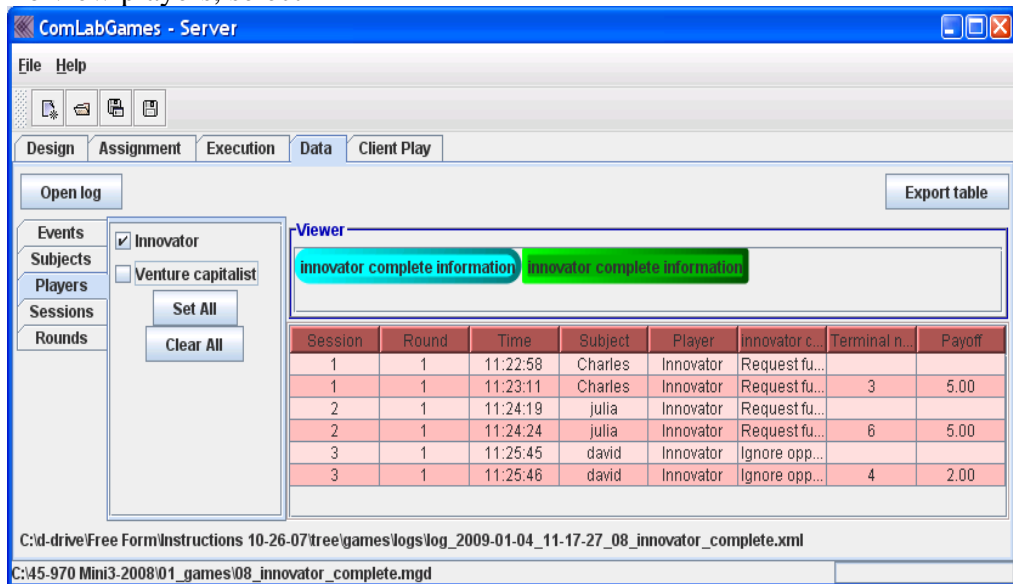 ComLabGames - Server
File Help
Design Assignment Execution Data Client Play
Open log Export table
Events
Subjects
Players
Sessions
Rounds
Innovator
Venture capitalist
Set All
Clear All
Viewer
innovator complete information innovator complete information
Session Round Time Subject Player innovator c... Terminal n... Payoff
1 1 11:22:58 Charles Innovator Request fu...
1 1 11:23:11 Charles Innovator Request fu... 3 5.00
2 1 11:24:19 julia Innovator Request fu...
2 1 11:24:24 julia Innovator Request fu... 6 5.00
3 1 11:25:45 david Innovator Ignore opp...
3 1 11:25:46 david Innovator Ignore opp... 4 2.00
C:\d-drive\Free Form\Instructions 10-26-07\tree\games\logs\log_2009-01-04_11-17-27_08_innovator_complete.xml
C:\45-970 Mini3-2008\01_games\08_innovator_complete.mgd